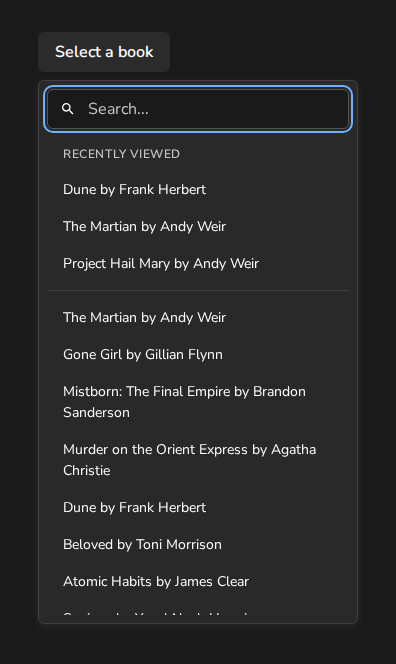 Select a book
Search...
RECENTLY VIEWED
Dune by Frank Herbert
The Martian by Andy Weir
Project Hail Mary by Andy Weir
The Martian by Andy Weir
Gone Girl by Gillian Flynn
Mistborn: The Final Empire by Brandon
Sanderson
Murder on the Orient Express by Agatha
Christie
Dune by Frank Herbert
Beloved by Toni Morrison
Atomic Habits by James Clear